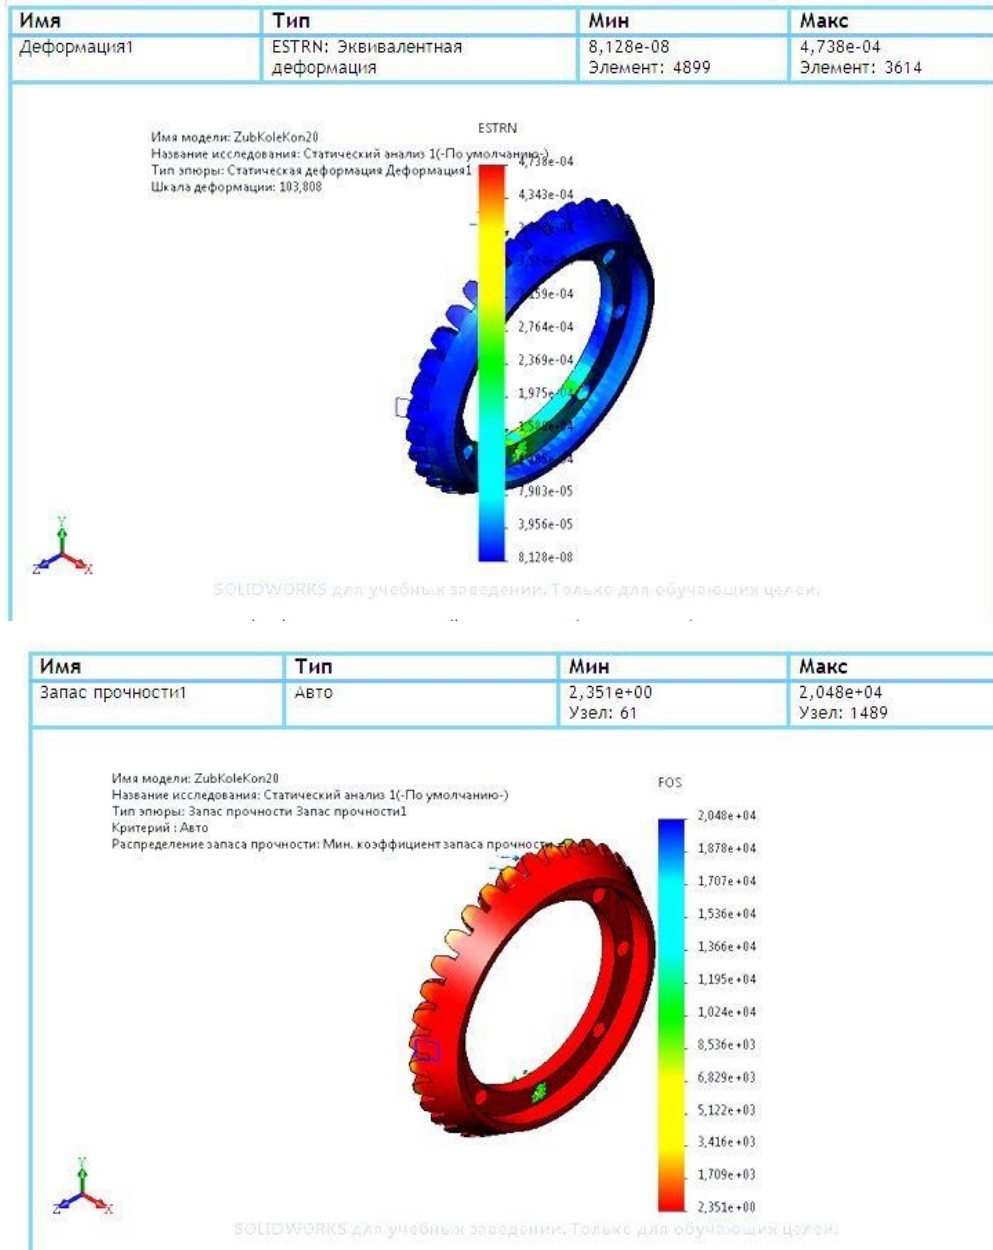 Имя Тип Мин Макс
Деформация1 ESTRN: Эквивалентная деформация 8,128e-08 Элемент: 4899 4,738e-04 Элемент: 3614
Имя модели: ZubKoleKon20
Название исследования: Статический анализ 1(-По умолчанию-)
Тип эпюры: Статическая деформация Деформация1
Шкала деформации: 103,808
ESTRN
4,738e-04
4,343e-04
2,764e-04
2,369e-04
1,975e-04
7,903e-05
3,956e-05
8,128e-08
Y
Z
X
SOLIDWORKS для учебных заведений. Только для обучающих целей.
Имя Тип Мин Макс
Запас прочности1 Авто 2,351e+00 Узел: 61 2,048e+04 Узел: 1489
Имя модели: ZubKoleKon20
Название исследования: Статический анализ 1(-По умолчанию-)
Тип эпюры: Запас прочности Запас прочности1
Критерий : Авто
Распределение запаса прочности: Мин. коэффициент запаса прочности
FOS
2,048e+04
1,878e+04
1,707e+04
1,536e+04
1,366e+04
1,195e+04
1,024e+04
8,536e+03
6,829e+03
5,122e+03
3,416e+03
1,709e+03
2,351e+00
Y
Z
X
SOLIDWORKS для учебных заведений. Только для обучающих целей.